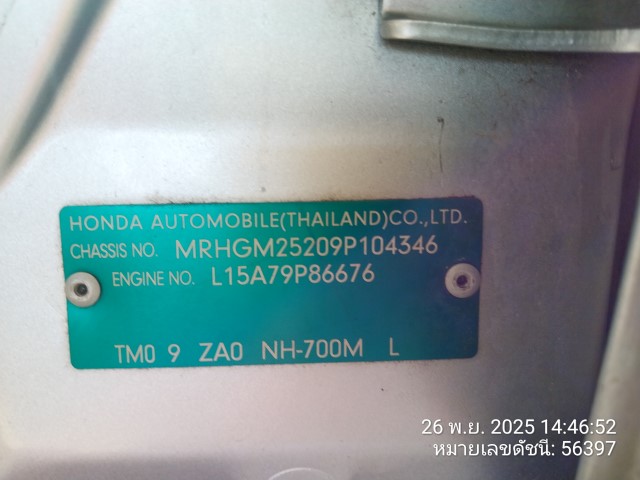 HONDA AUTOMOBILE(THAILAND)CO.,LTD.
CHASSIS NO. MRHGM25209P104346
ENGINE NO. L15A79P86676
TM0 9 ZA0 NH-700M L
26 พ.ย. 2025 14:46:52
หมายเลขดัชนี: 56397